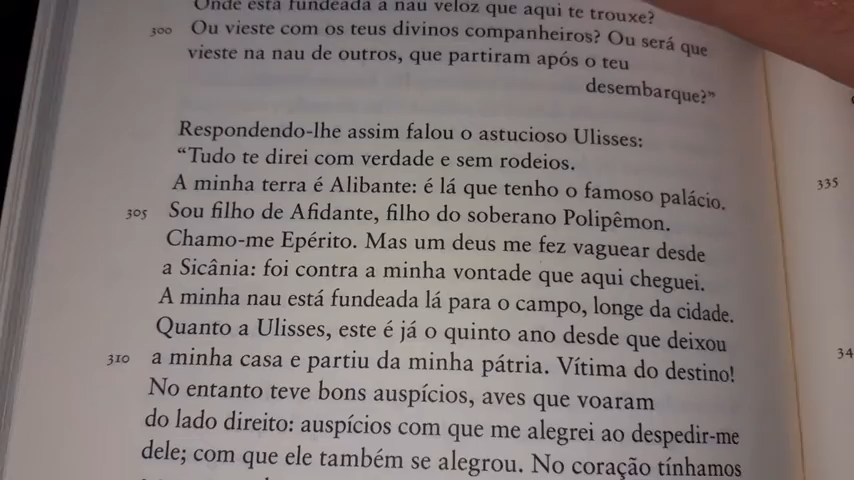 Onde está fundeada a nau veloz que aqui te trouxe?
300 Ou vieste com os teus divinos companheiros? Ou será que
vieste na nau de outros, que partiram após o teu
desembarque?”
Respondendo-lhe assim falou o astucioso Ulisses:
“Tudo te direi com verdade e sem rodeios.
A minha terra é Alibante: é lá que tenho o famoso palácio.
305 Sou filho de Afidante, filho do soberano Polipêmon.
Chamo-me Epérito. Mas um deus me fez vaguear desde
a Sicânia: foi contra a minha vontade que aqui cheguei.
A minha nau está fundeada lá para o campo, longe da cidade.
Quanto a Ulisses, este é já o quinto ano desde que deixou
310 a minha casa e partiu da minha pátria. Vítima do destino!
No entanto teve bons auspícios, aves que voaram
do lado direito: auspícios com que me alegrei ao despedir-me
dele; com que ele também se alegrou. No coração tínhamos
335
34